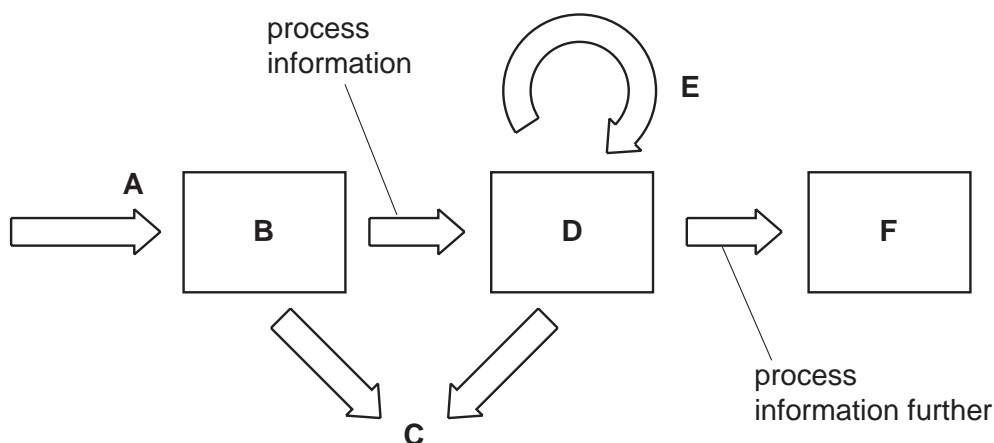 process
information
E
A
B
D
F
process
information further
C